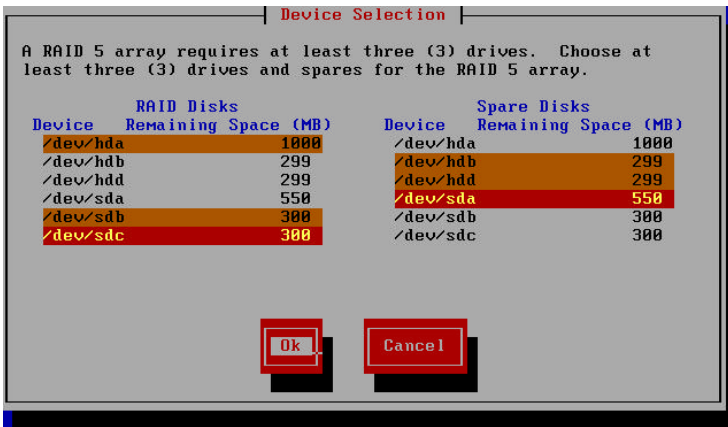 Device Selection
A RAID 5 array requires at least three (3) drives. Choose at
least three (3) drives and spares for the RAID 5 array.
RAID Disks
Device Remaining Space (MB)
/dev/hda 1000
/dev/hdb 299
/dev/hdd 299
/dev/sda 550
/dev/sdb 300
/dev/sdc 300
Spare Disks
Device Remaining Space (MB)
/dev/hda 1000
/dev/hdb 299
/dev/hdd 299
/dev/sda 550
/dev/sdb 300
/dev/sdc 300
Ok
Cancel